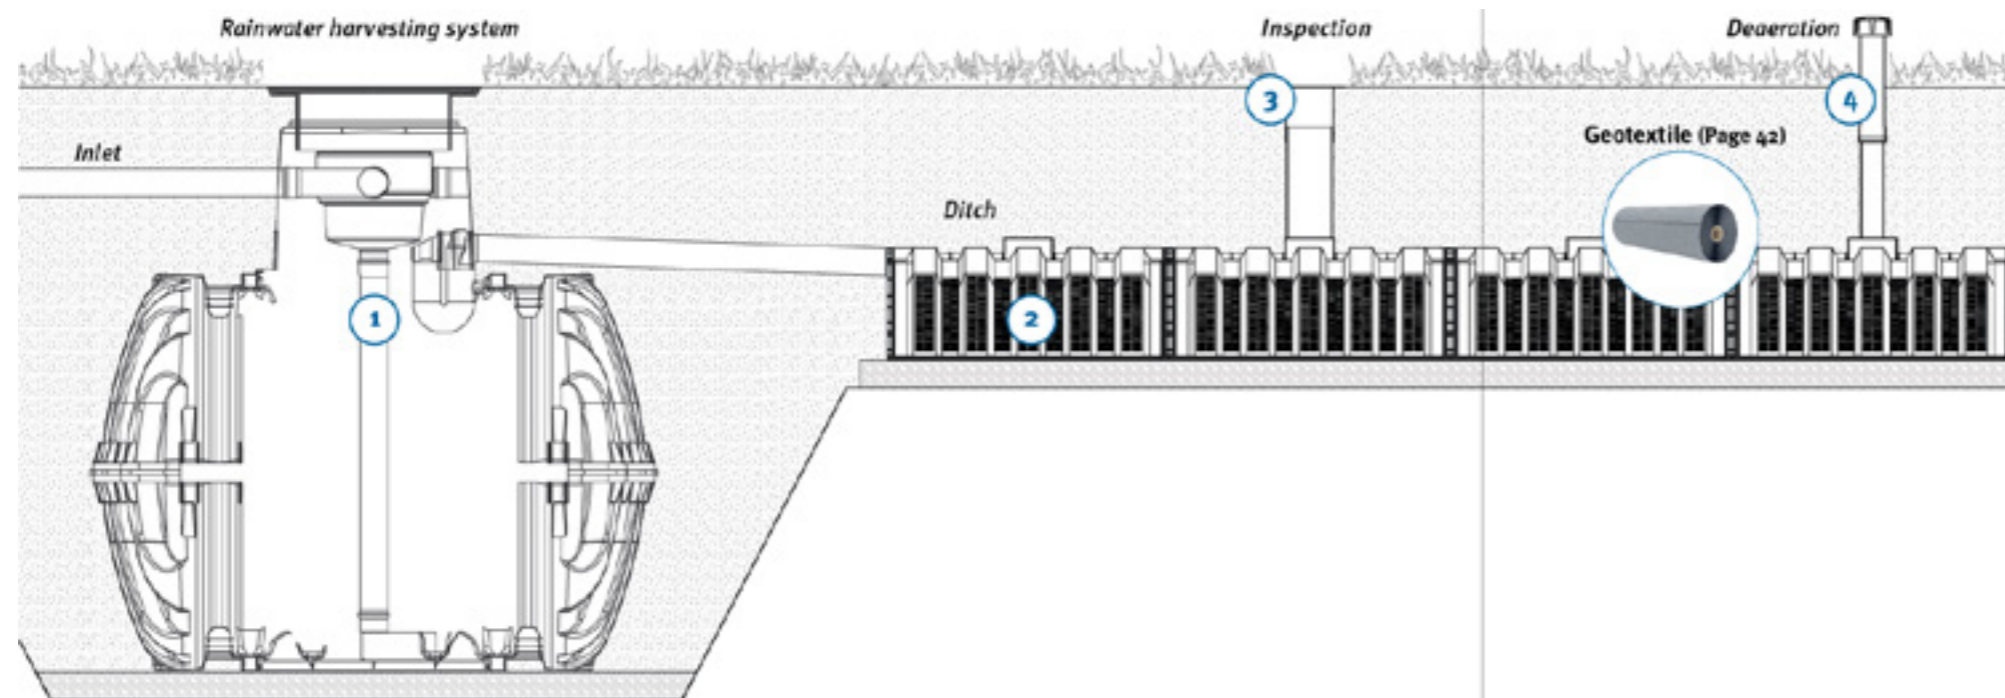 Rainwater harvesting system
Inspection
Deaeration
3
4
Inlet
Geotextile (Page 42)
Ditch
1
2